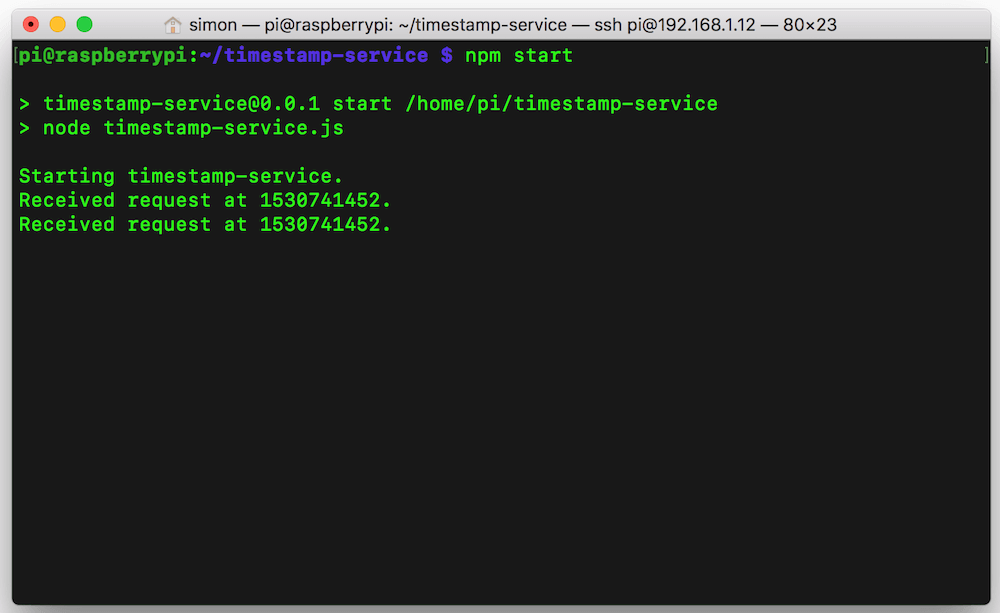 simon — pi@raspberrypi: ~/timestamp-service — ssh pi@192.168.1.12 — 80×23
[pi@raspberrypi:~/timestamp-service $ npm start ]
> timestamp-service@0.0.1 start /home/pi/timestamp-service
> node timestamp-service.js
Starting timestamp-service.
Received request at 1530741452.
Received request at 1530741452.